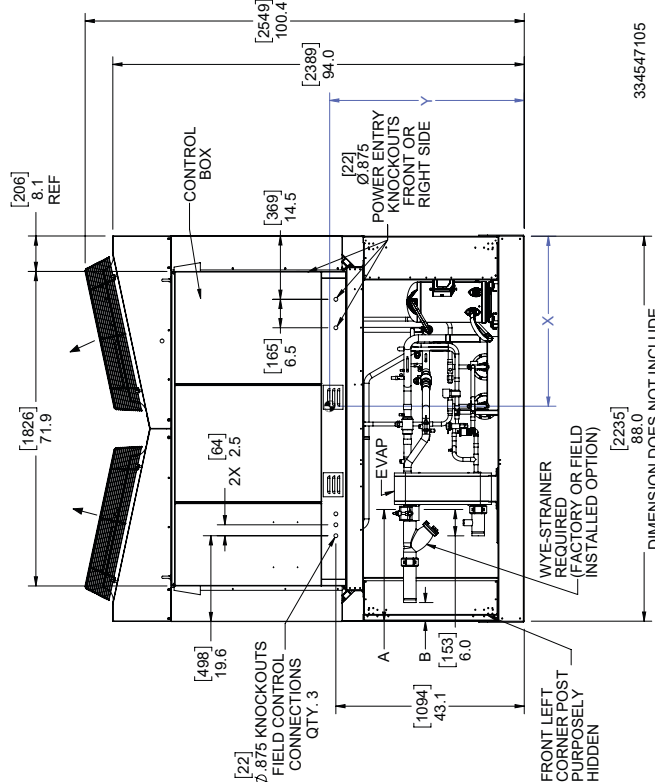 [2549]
100.4
[2389]
94.0
[206]
8.1
REF
[1826]
71.9
CONTROL
BOX
[369]
14.5
[165]
6.5
[64]
2X 2.5
[498]
19.6
[22]
Ø.875 KNOCKOUTS
FIELD CONTROL
CONNECTIONS
QTY. 3
[22]
Ø.875
POWER ENTRY
KNOCKOUTS
FRONT OR
RIGHT SIDE
Y
X
EVAP
A
B
[153]
6.0
[1094]
43.1
WYE-STRAINER
REQUIRED
(FACTORY OR FIELD
INSTALLED OPTION)
FRONT LEFT
CORNER POST
PURPOSELY
HIDDEN
[2235]
88.0
DIMENSION DOES NOT INCLUDE
334547105